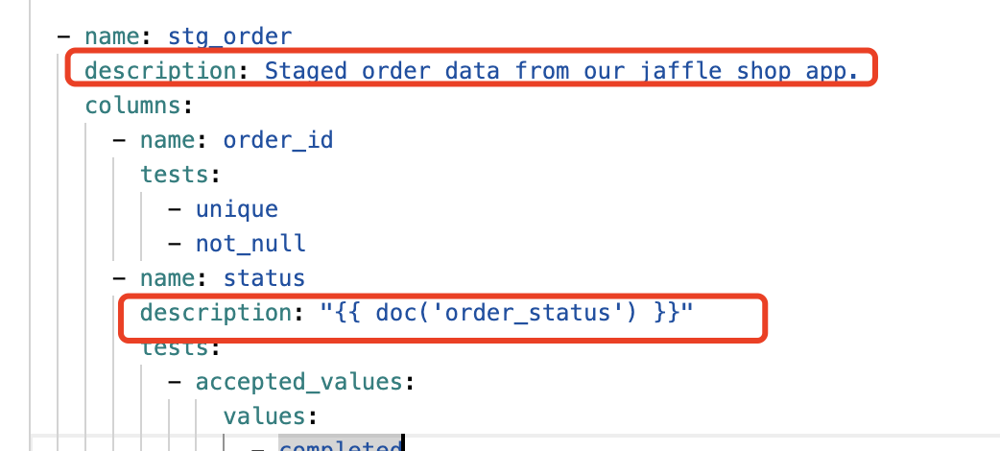 - name: stg_order
description: Staged order data from our jaffle shop app.
columns:
- name: order_id
tests:
- unique
- not_null
- name: status
description: "{{ doc('order_status') }}"
tests:
- accepted_values:
values:
- completed